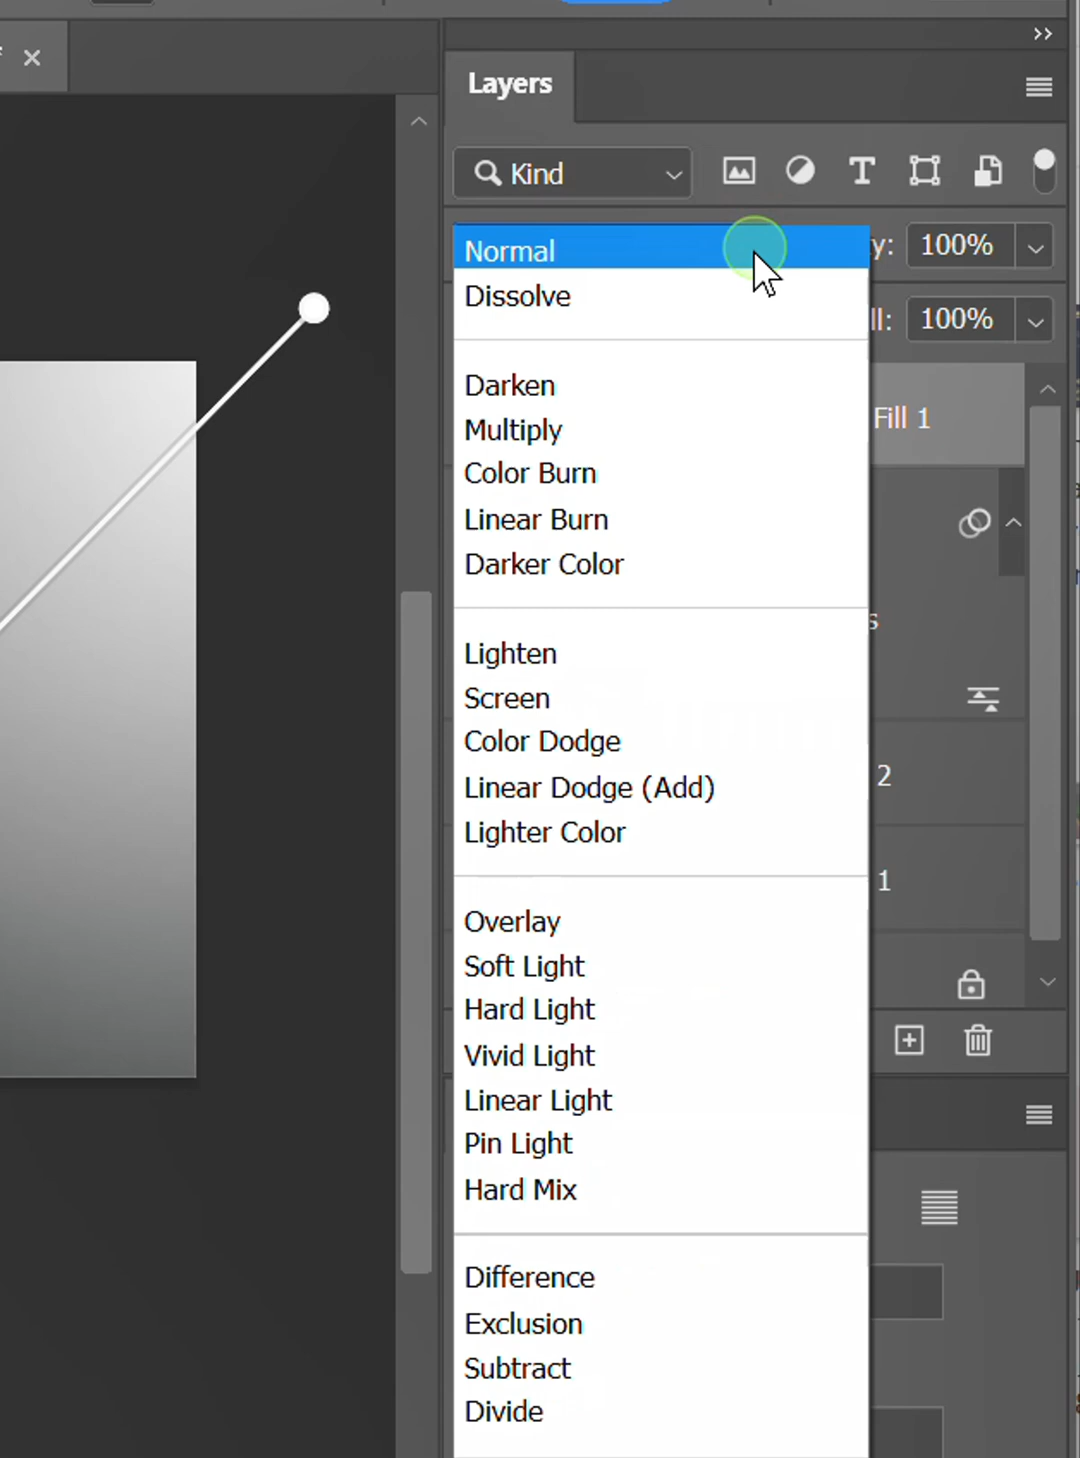 Layers
Kind
Normal
y: 100%
Dissolve
ll: 100%
Darken
Fill 1
Multiply
Color Burn
Linear Burn
Darker Color
s
Lighten
Screen
Color Dodge
2
Linear Dodge (Add)
Lighter Color
1
Overlay
Soft Light
Hard Light
Vivid Light
Linear Light
Pin Light
Hard Mix
Difference
Exclusion
Subtract
Divide